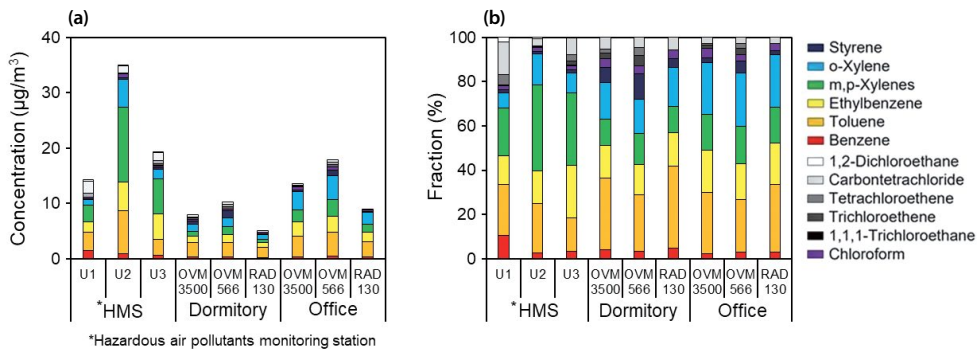 (a)
Concentration (µg/m³)
40
30
20
10
0
U1 U2 U3 OVM 3500 OVM 566 RAD 130 OVM 3500 OVM 566 RAD 130
*HMS Dormitory Office
*Hazardous air pollutants monitoring station
(b)
Fraction (%)
100
80
60
40
20
0
U1 U2 U3 OVM 3500 OVM 566 RAD 130 OVM 3500 OVM 566 RAD 130
*HMS Dormitory Office
Styrene
o-Xylene
m,p-Xylenes
Ethylbenzene
Toluene
Benzene
1,2-Dichloroethane
Carbontetrachloride
Tetrachloroethene
Trichloroethene
1,1,1-Trichloroethane
Chloroform